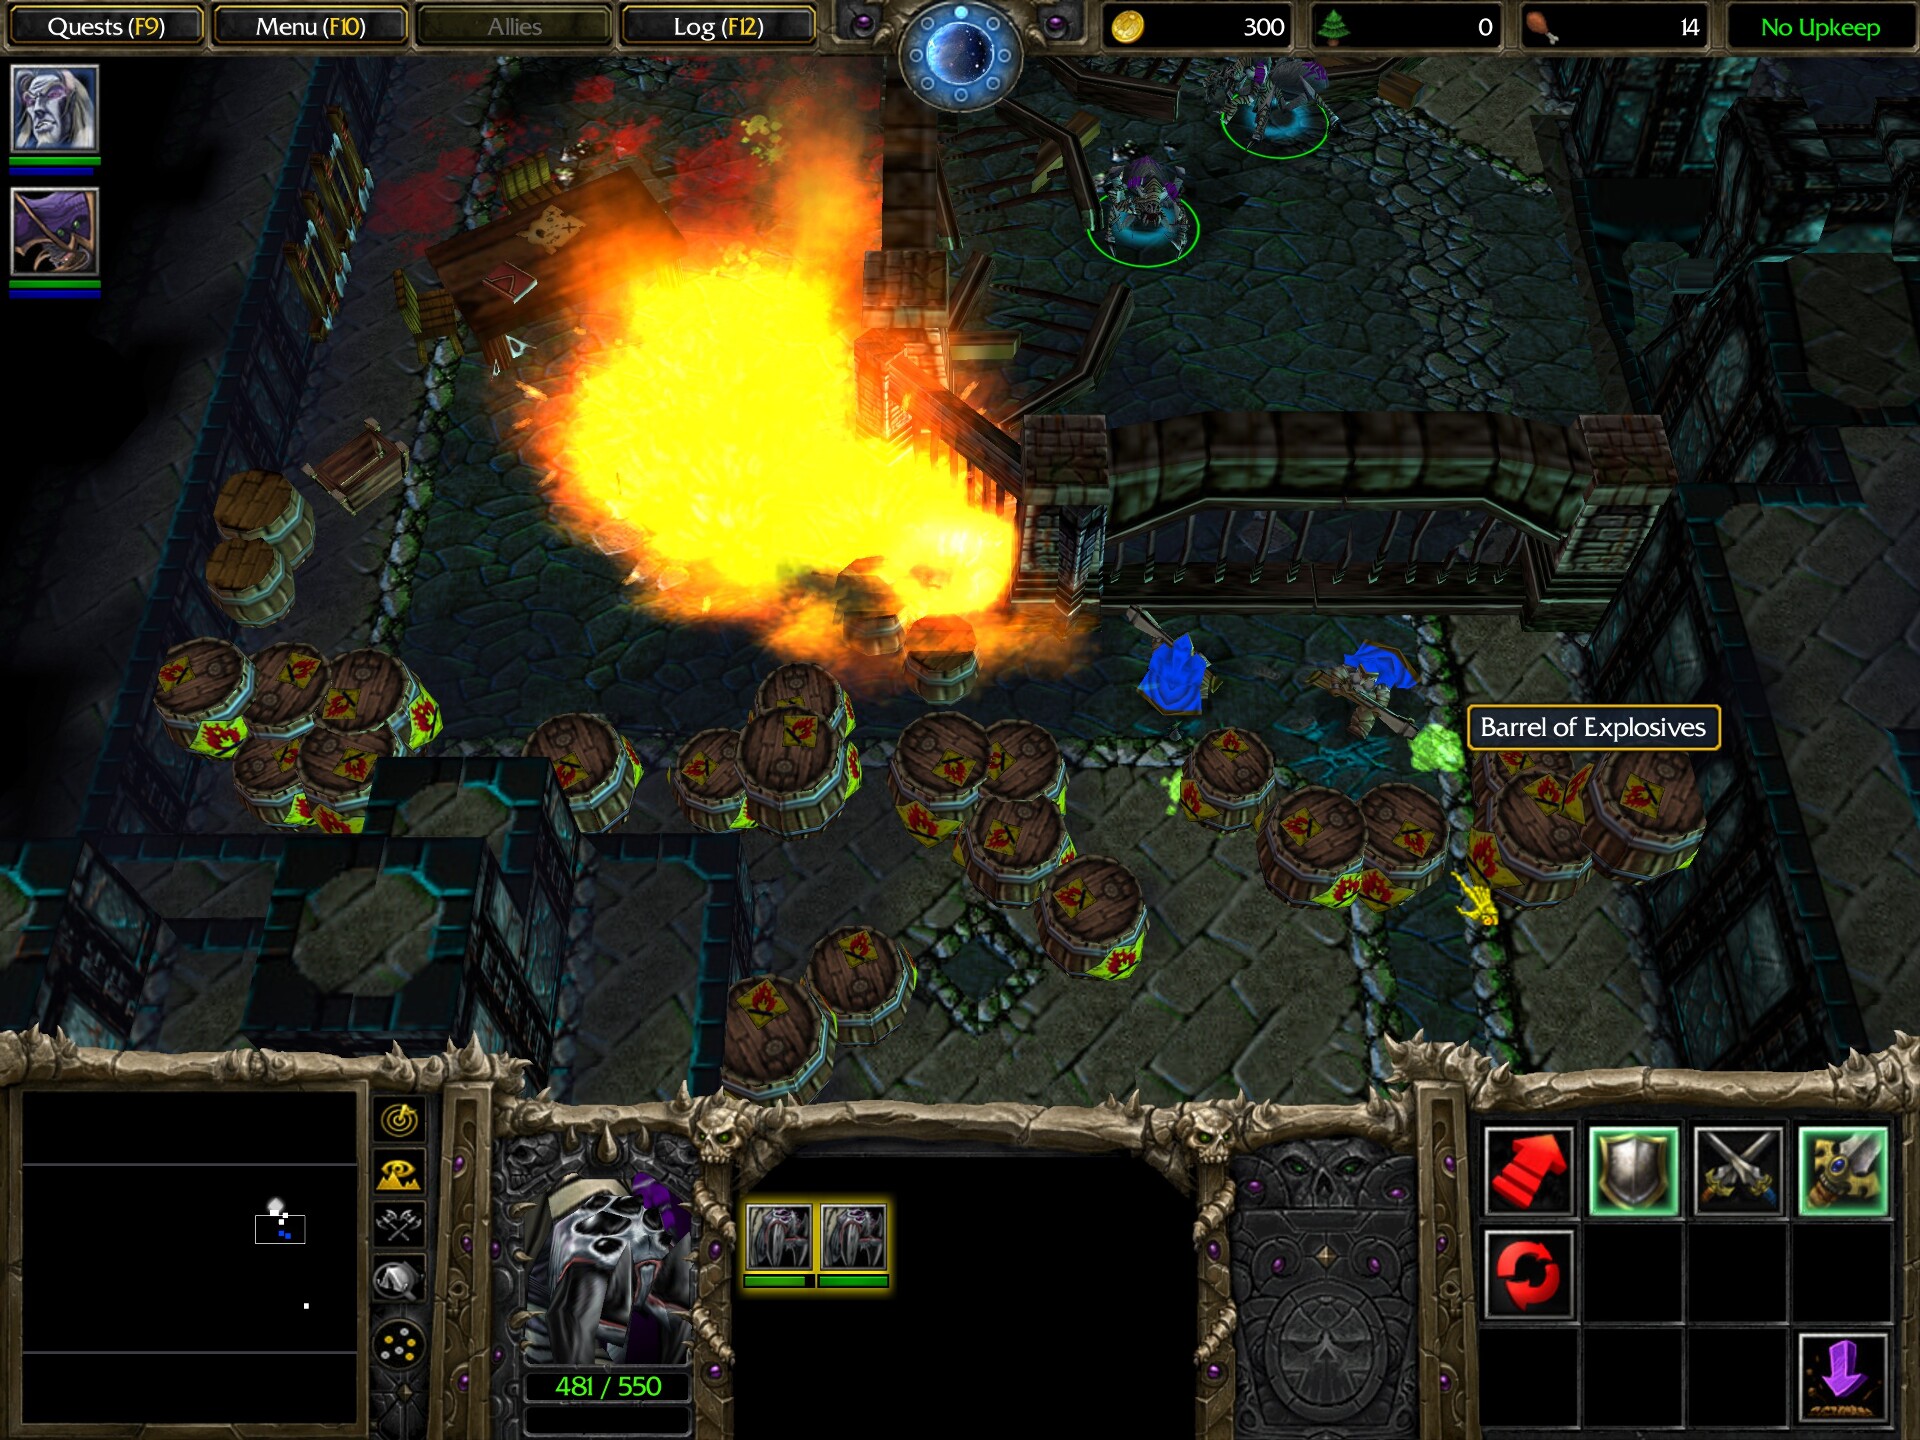 Quests (F9)
Menu (F10)
Allies
Log (F12)
300
0
14
No Upkeep
Barrel of Explosives
481 / 550